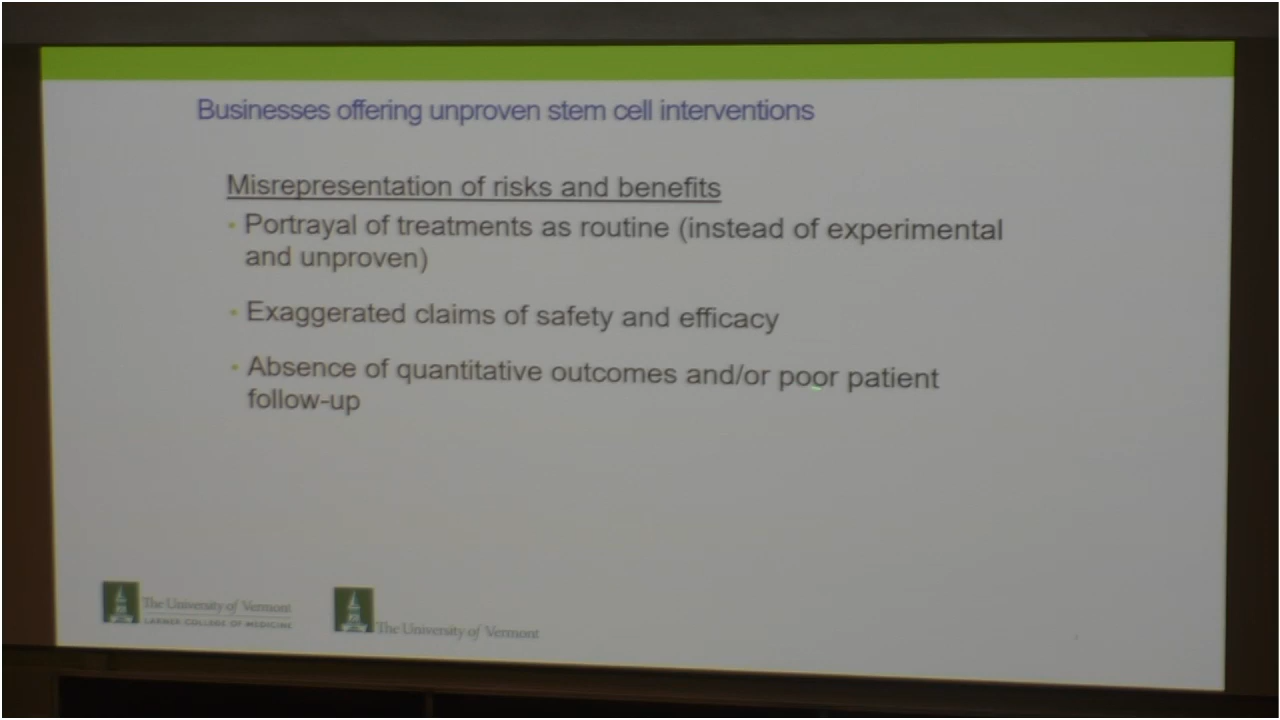 Businesses offering unproven stem cell interventions
Misrepresentation of risks and benefits
· Portrayal of treatments as routine (instead of experimental
and unproven)
· Exaggerated claims of safety and efficacy
· Absence of quantitative outcomes and/or poor patient
follow-up
The University of Vermont
LARNER COLLEGE OF MEDICINE
The University of Vermont